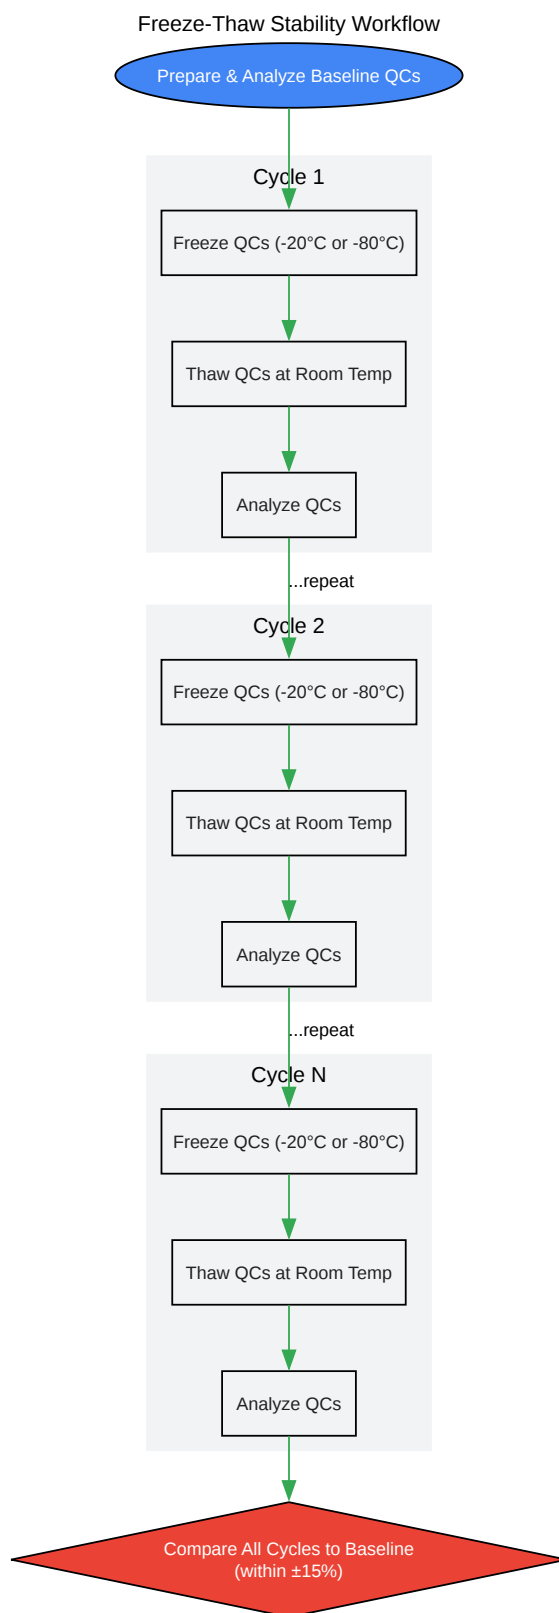 Freeze-Thaw Stability Workflow
Prepare & Analyze Baseline QCs
Cycle 1
Freeze QCs (-20°C or -80°C)
Thaw QCs at Room Temp
Analyze QCs
...repeat
Cycle 2
Freeze QCs (-20°C or -80°C)
Thaw QCs at Room Temp
Analyze QCs
...repeat
Cycle N
Freeze QCs (-20°C or -80°C)
Thaw QCs at Room Temp
Analyze QCs
Compare All Cycles to Baseline
(within ±15%)